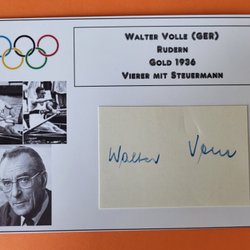 Walter Volle (GER)
Rudern
Gold 1936
Vierer mit Steuermann
Walter Volle